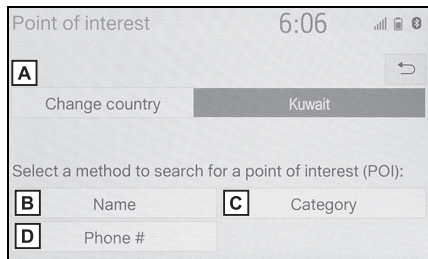 Point of interest 6:06
A
Change country Kuwait
Select a method to search for a point of interest (POI):
B Name C Category
D Phone #